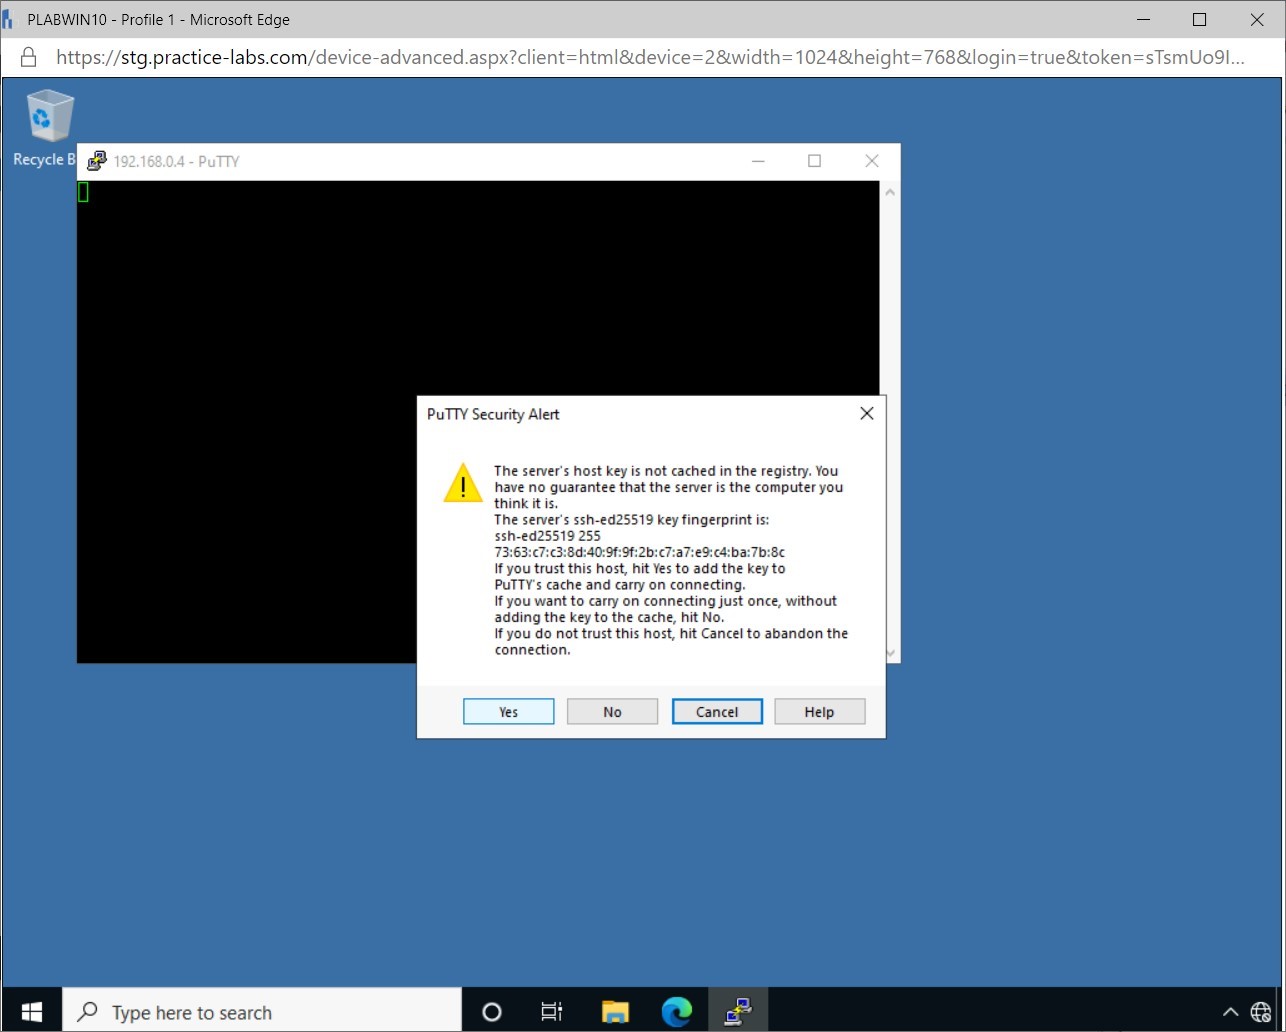 PLABWIN10 - Profile 1 - Microsoft Edge
https://stg.practice-labs.com/device-advanced.aspx?client=html&device=2&width=1024&height=768&login=true&token=sTsmUo9I...
Recycle B
192.168.0.4 - PuTTY
PuTTY Security Alert
The server's host key is not cached in the registry. You
have no guarantee that the server is the computer you
think it is.
The server's ssh-ed25519 key fingerprint is:
ssh-ed25519 255
73:63:c7:c3:8d:40:9f:9f:2b:c7:a7:e9:c4:ba:7b:8c
If you trust this host, hit Yes to add the key to
PuTTY's cache and carry on connecting.
If you want to carry on connecting just once, without
adding the key to the cache, hit No.
If you do not trust this host, hit Cancel to abandon the
connection.
Yes No Cancel Help
Type here to search